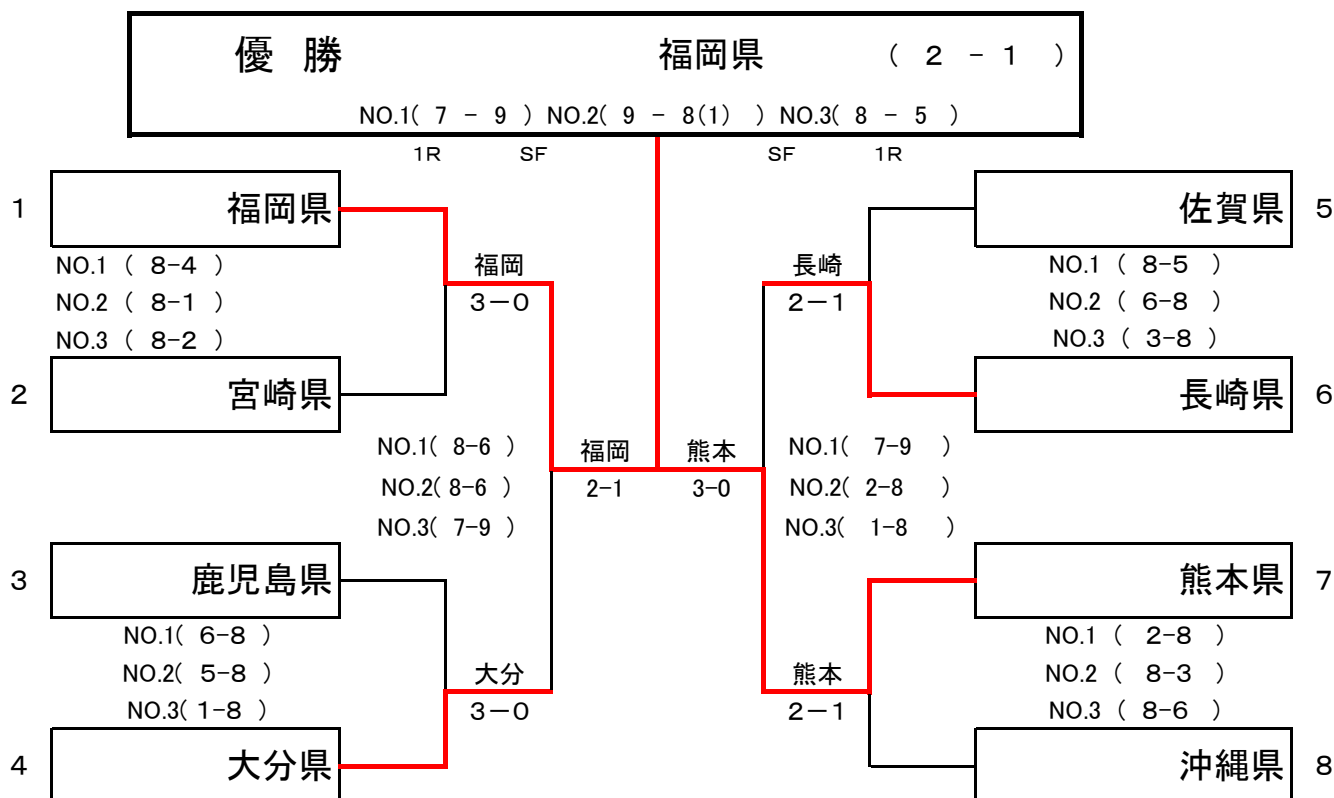 優 勝 福岡県 ( 2 - 1 )
NO.1( 7 - 9 ) NO.2( 9 - 8(1) ) NO.3( 8 - 5 )
1R SF SF 1R
1 福岡県 佐賀県 5
NO.1 ( 8-4 ) 福岡 長崎 NO.1 ( 8-5 )
NO.2 ( 8-1 ) 3-0 2-1 NO.2 ( 6-8 )
NO.3 ( 8-2 ) NO.3 ( 3-8 )
2 宮崎県 長崎県 6
NO.1( 8-6 ) 福岡 熊本 NO.1( 7-9 )
NO.2( 8-6 ) 2-1 3-0 NO.2( 2-8 )
NO.3( 7-9 ) NO.3( 1-8 )
3 鹿児島県 熊本県 7
NO.1( 6-8 ) NO.1 ( 2-8 )
NO.2( 5-8 ) 大分 熊本 NO.2 ( 8-3 )
NO.3( 1-8 ) 3-0 2-1 NO.3 ( 8-6 )
4 大分県 沖縄県 8